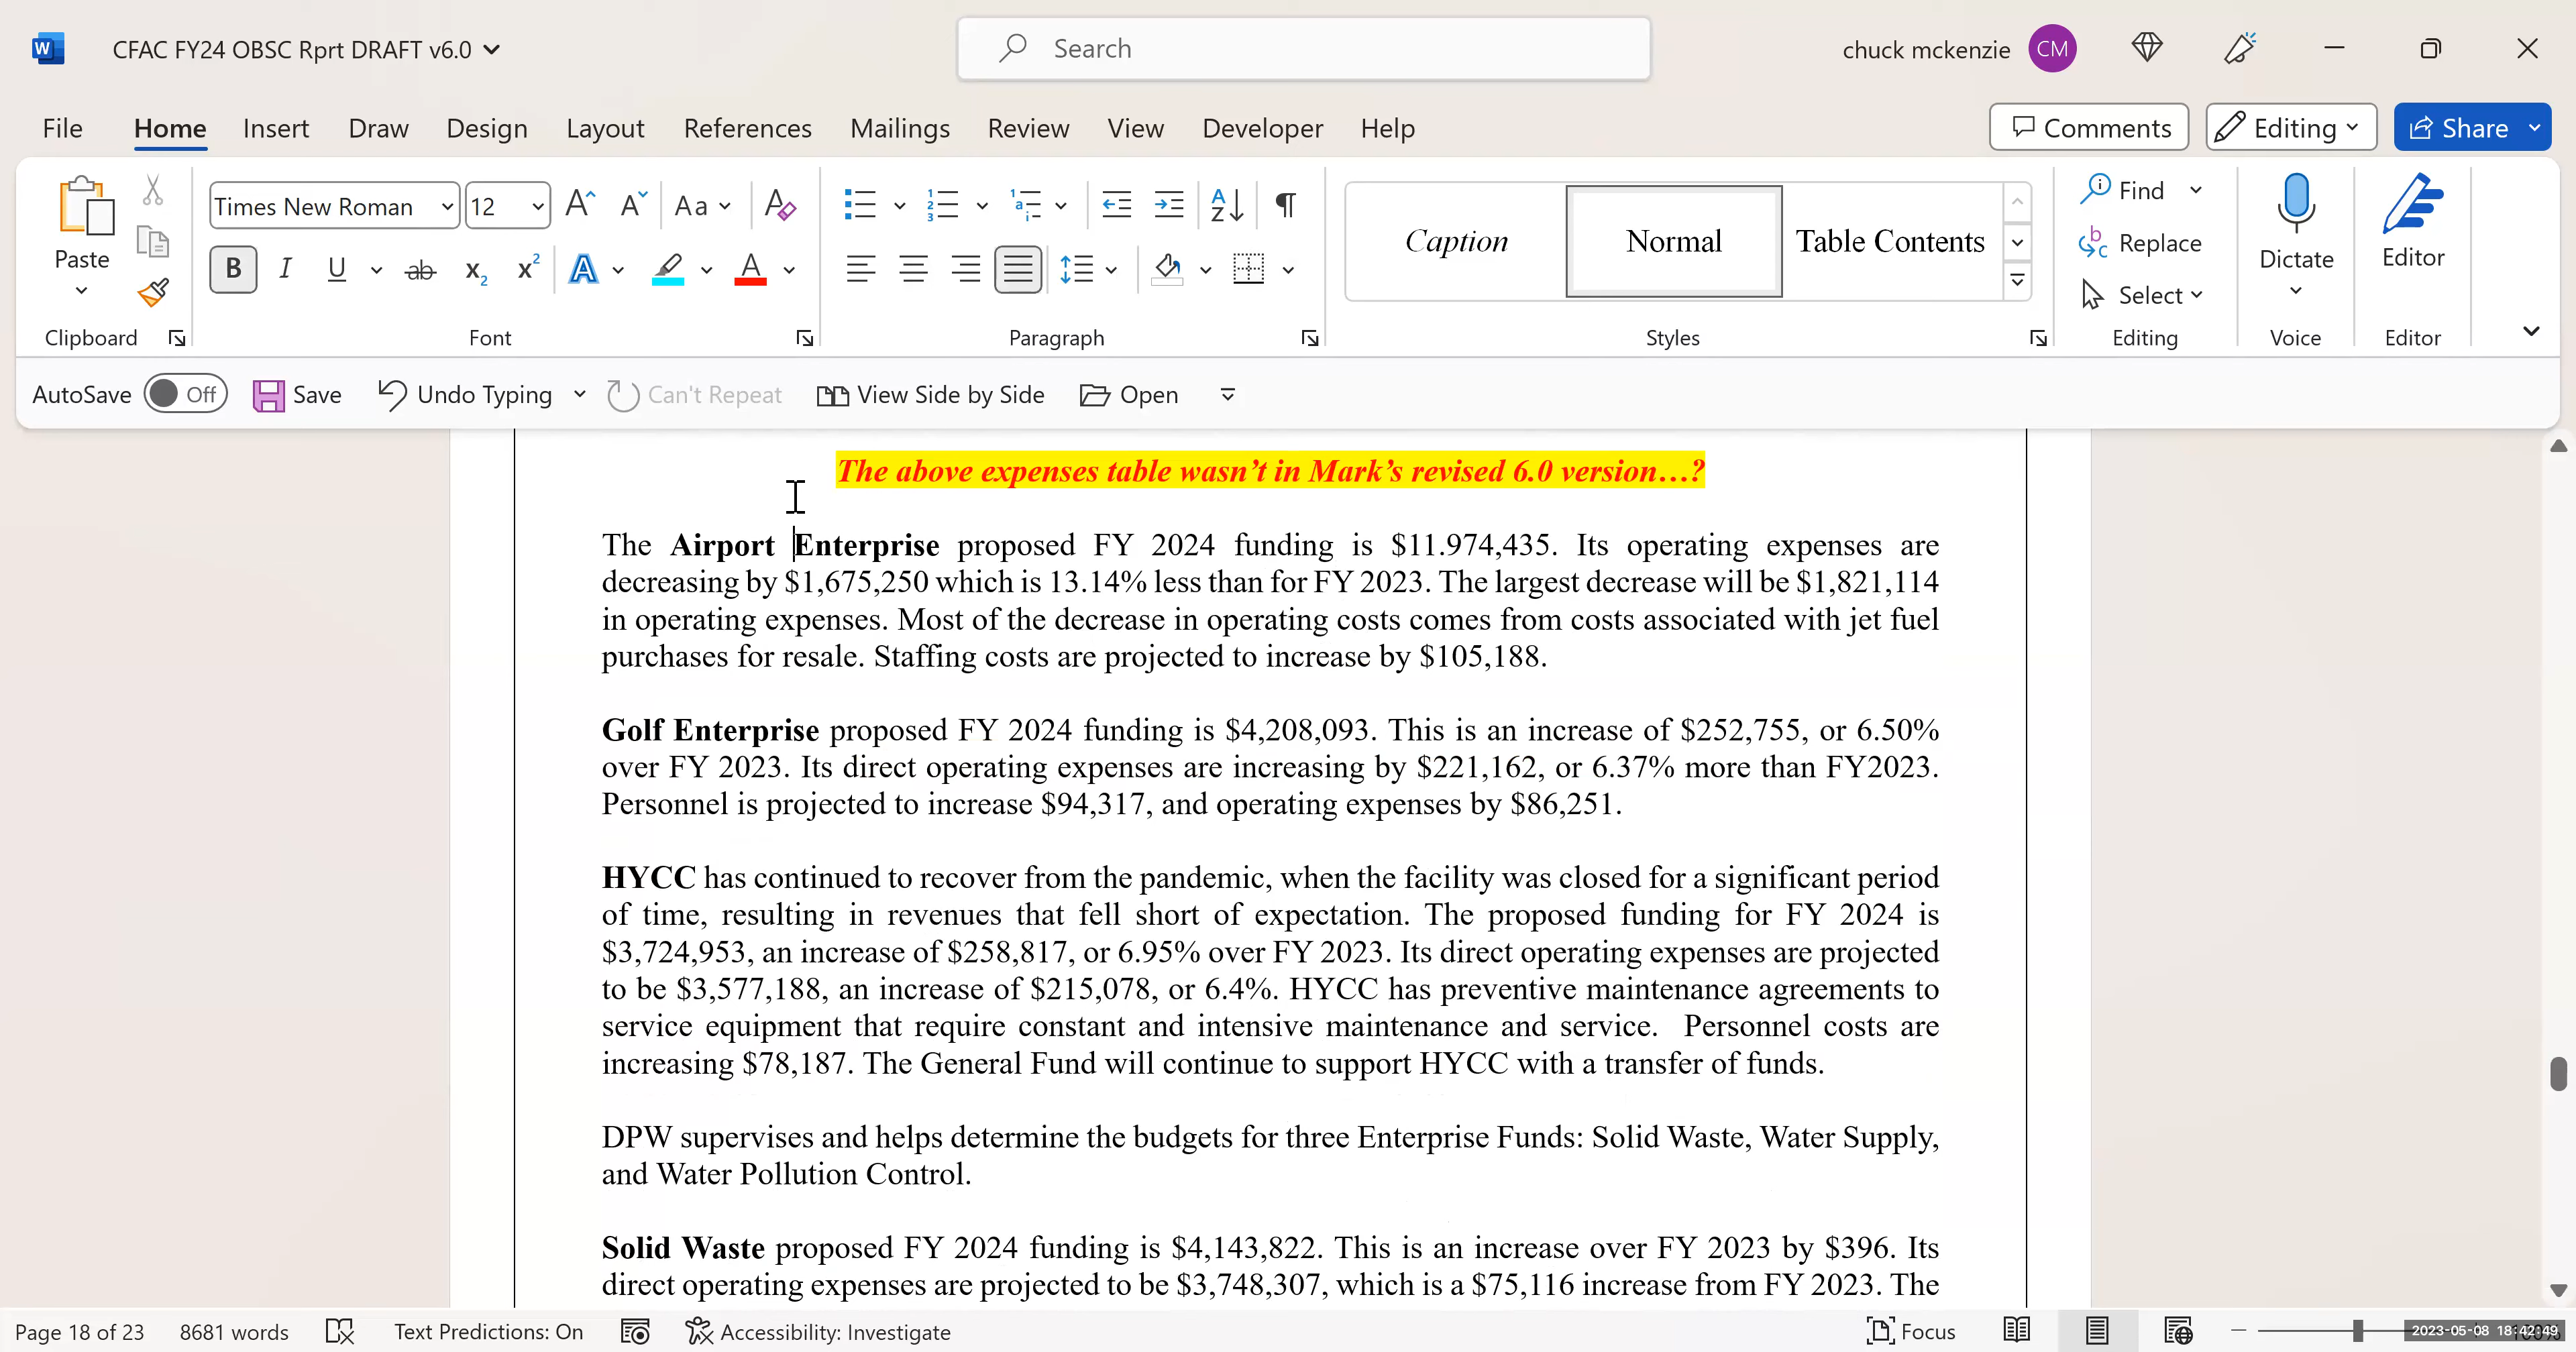 CFAC FY24 OBSC Rprt DRAFT v6.0
Search
chuck mckenzie CM
File Home Insert Draw Design Layout References Mailings View Developer Help
Comments Editing Share
Paste
Times New Roman 12
Aa
B I U ab x2 x2 A A
Caption Normal Table Contents
Find
Replace
Select
Dictate
Editor
Clipboard Font Paragraph Styles Editing Voice Editor
AutoSave Off Save Undo Typing Can't Repeat View Side by Side Open
The above expenses table wasn't in Mark's revised 6.0 version…?
The Airport Enterprise proposed FY 2024 funding is $11.974,435. Its operating expenses are
decreasing by $1,675,250 which is 13.14% less than for FY 2023. The largest decrease will be $1,821,114
in operating expenses. Most of the decrease in operating costs comes from costs associated with jet fuel
purchases for resale. Staffing costs are projected to increase by $105,188.
Golf Enterprise proposed FY 2024 funding is $4,208,093. This is an increase of $252,755, or 6.50%
over FY 2023. Its direct operating expenses are increasing by $221,162, or 6.37% more than FY2023.
Personnel is projected to increase $94,317, and operating expenses by $86,251.
HYCC has continued to recover from the pandemic, when the facility was closed for a significant period
of time, resulting in revenues that fell short of expectation. The proposed funding for FY 2024 is
$3,724,953, an increase of $258,817, or 6.95% over FY 2023. Its direct operating expenses are projected
to be $3,577,188, an increase of $215,078, or 6.4%. HYCC has preventive maintenance agreements to
service equipment that require constant and intensive maintenance and service. Personnel costs are
increasing $78,187. The General Fund will continue to support HYCC with a transfer of funds.
DPW supervises and helps determine the budgets for three Enterprise Funds: Solid Waste, Water Supply,
and Water Pollution Control.
Solid Waste proposed FY 2024 funding is $4,143,822. This is an increase over FY 2023 by $396. Its
direct operating expenses are projected to be $3,748,307, which is a $75,116 increase from FY 2023. The
Page 18 of 23 8681 words Text Predictions: On Accessibility: Investigate Focus
2023-05-08 18:42:49